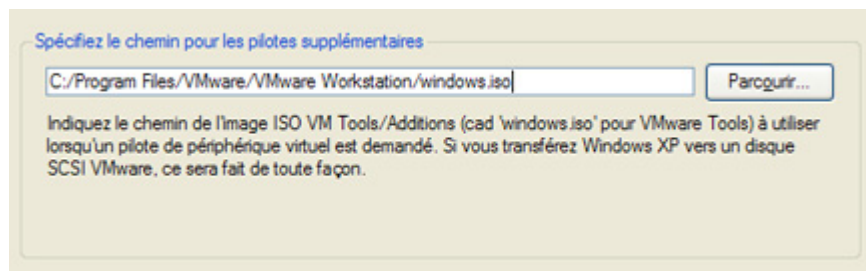 Spécifiez le chemin pour les pilotes supplémentaires
C:/Program Files/VMware/VMware Workstation/windows.iso
Parcourir...
Indiquez le chemin de l'image ISO VM Tools/Additions (cad 'windows.iso' pour VMware Tools) à utiliser
lorsqu'un pilote de périphérique virtuel est demandé. Si vous transférez Windows XP vers un disque
SCSI VMware, ce sera fait de toute façon.